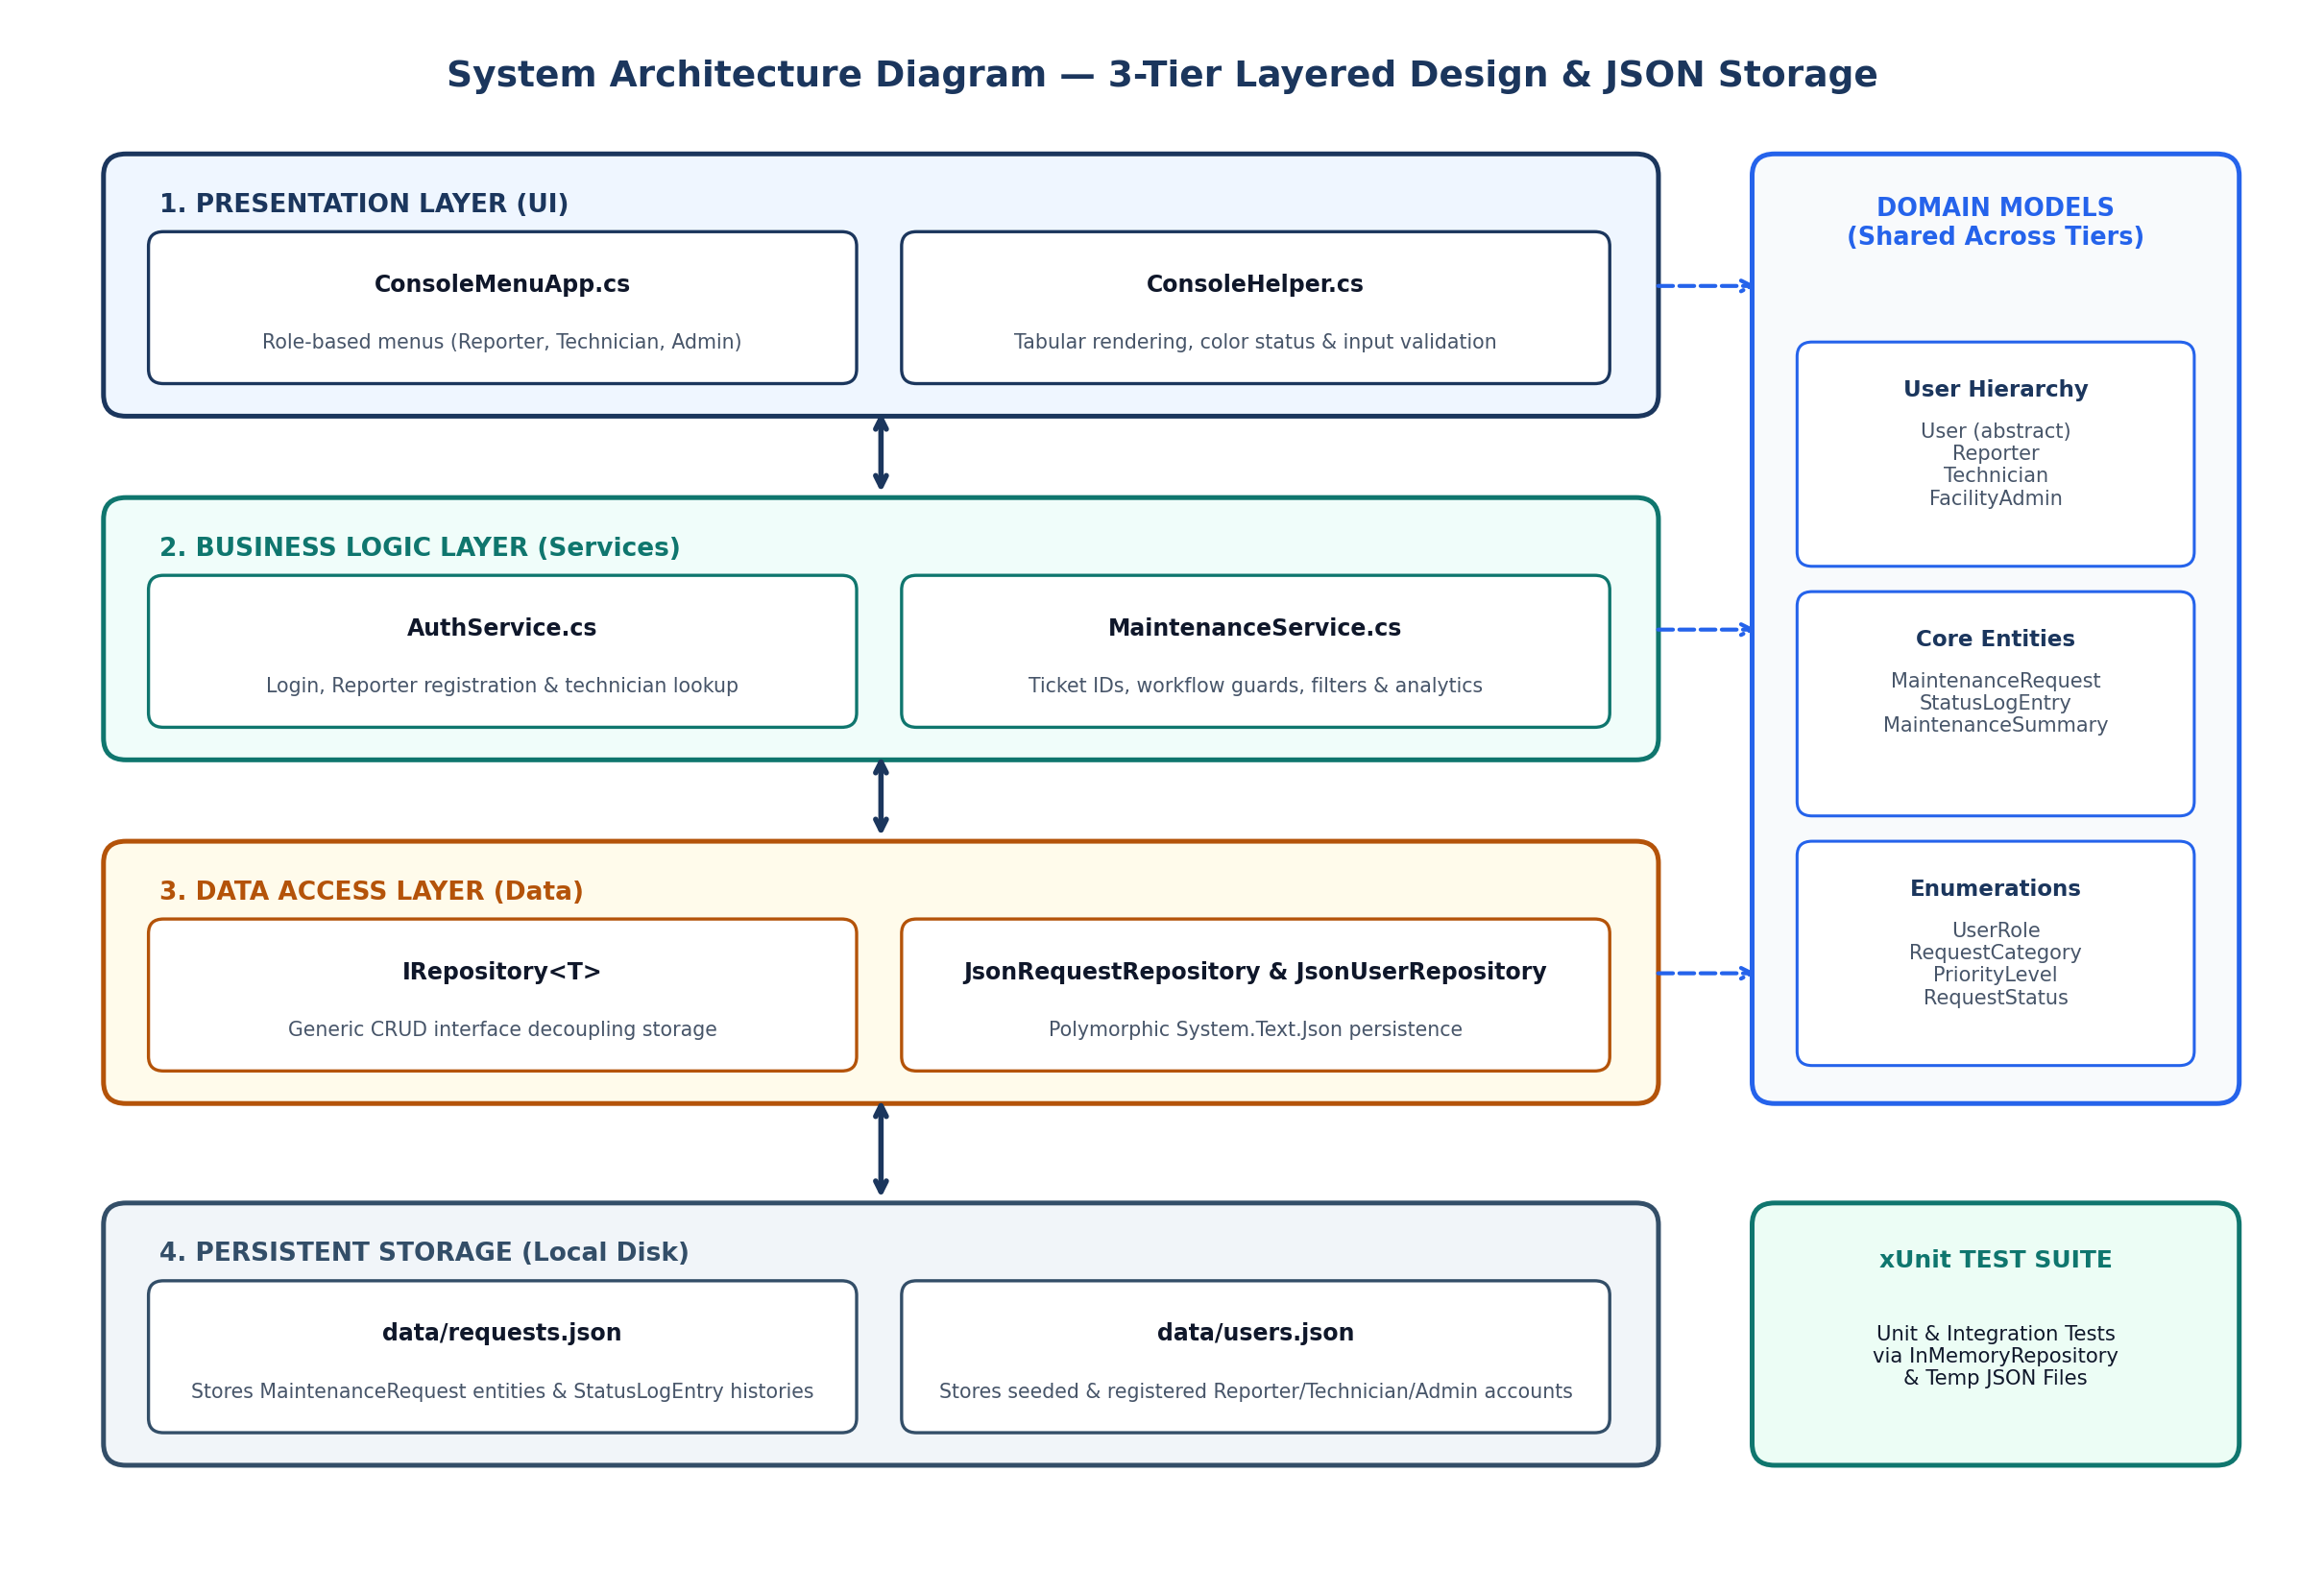 System Architecture Diagram — 3-Tier Layered Design & JSON Storage
1. PRESENTATION LAYER (UI)
ConsoleMenuApp.cs
Role-based menus (Reporter, Technician, Admin)
ConsoleHelper.cs
Tabular rendering, color status & input validation
2. BUSINESS LOGIC LAYER (Services)
AuthService.cs
Login, Reporter registration & technician lookup
MaintenanceService.cs
Ticket IDs, workflow guards, filters & analytics
3. DATA ACCESS LAYER (Data)
IRepository<T>
Generic CRUD interface decoupling storage
JsonRequestRepository & JsonUserRepository
Polymorphic System.Text.Json persistence
4. PERSISTENT STORAGE (Local Disk)
data/requests.json
Stores MaintenanceRequest entities & StatusLogEntry histories
data/users.json
Stores seeded & registered Reporter/Technician/Admin accounts
DOMAIN MODELS
(Shared Across Tiers)
User Hierarchy
User (abstract)
Reporter
Technician
FacilityAdmin
Core Entities
MaintenanceRequest
StatusLogEntry
MaintenanceSummary
Enumerations
UserRole
RequestCategory
PriorityLevel
RequestStatus
xUnit TEST SUITE
Unit & Integration Tests
via InMemoryRepository
& Temp JSON Files